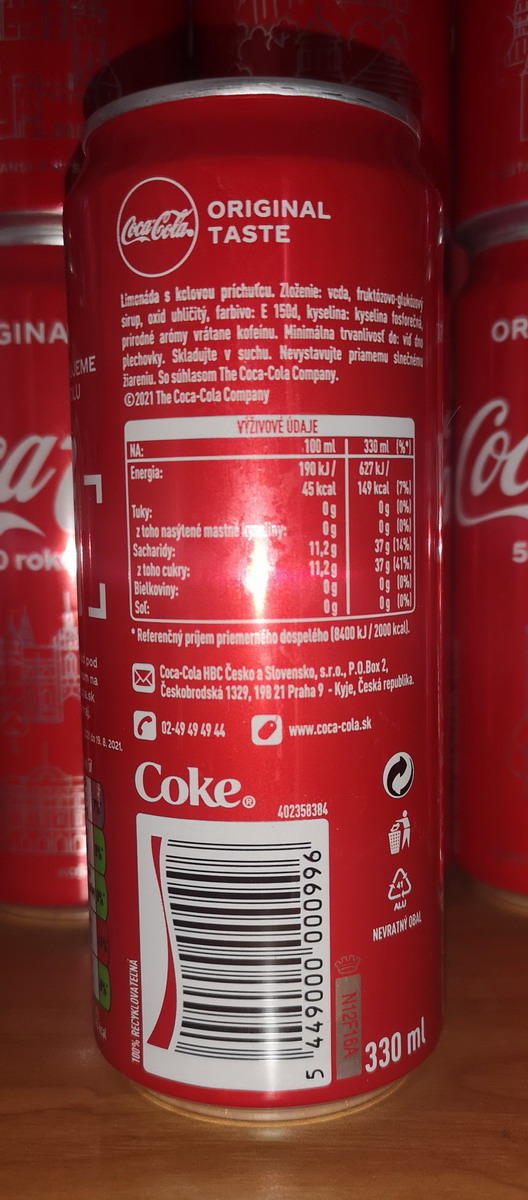 Coca-Cola
ORIGINAL
TASTE
Limonáda s kolovou príchuťou. Zloženie: voda, fruktózovo-glukózový
sirup, oxid uhličitý, farbivo: E 150d, kyselina: kyselina fosforečná,
prírodné arómy vrátane kofeínu. Minimálna trvanlivosť do: viď dno
plechovky. Skladujte v suchu. Nevystavujte priamemu slnečnému
žiareniu. So súhlasom The Coca-Cola Company.
©2021 The Coca-Cola Company
VÝŽIVOVÉ ÚDAJE
NA: 100 ml 330 ml (%*)
Energia: 190 kJ/ 627 kJ/
45 kcal 149 kcal (7%)
Tuky: 0g 0g (0%)
z toho nasýtené mastné kyseliny: 0g 0g (0%)
Sacharidy: 11,2g 37g (14%)
z toho cukry: 11,2g 37g (41%)
Bielkoviny: 0g 0g (0%)
Soľ: 0g 0g (0%)
* Referenčný príjem priemerného dospelého (8400 kJ / 2000 kcal).
Coca-Cola HBC Česko a Slovensko, s.r.o., P.O.Box 2,
Českobrodská 1329, 198 21 Praha 9 - Kyje, Česká republika.
02-49 49 49 44 www.coca-cola.sk
Coke®
402358384
41
ALU
NEVRATNÝ OBAL
100% RECYKLOVATEĽNÁ
5 449000 000996
N12F16A
330 ml